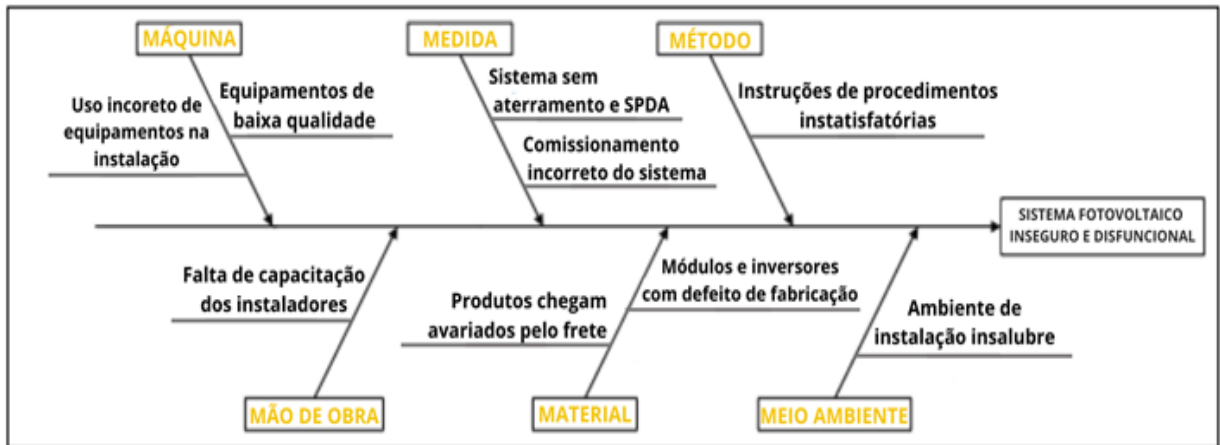 MÁQUINA
MEDIDA
MÉTODO
Uso incoreto de
equipamentos na
instalação
Equipamentos de
baixa qualidade
Sistema sem
aterramento e SPDA
Comissionamento
incorreto do sistema
Instruções de procedimentos
instatisfatórias
SISTEMA FOTOVOLTAICO
INSEGURO E DISFUNCIONAL
Falta de capacitação
dos instaladores
Produtos chegam
avariados pelo frete
Módulos e inversores
com defeito de fabricação
Ambiente de
instalação insalubre
MÃO DE OBRA
MATERIAL
MEIO AMBIENTE